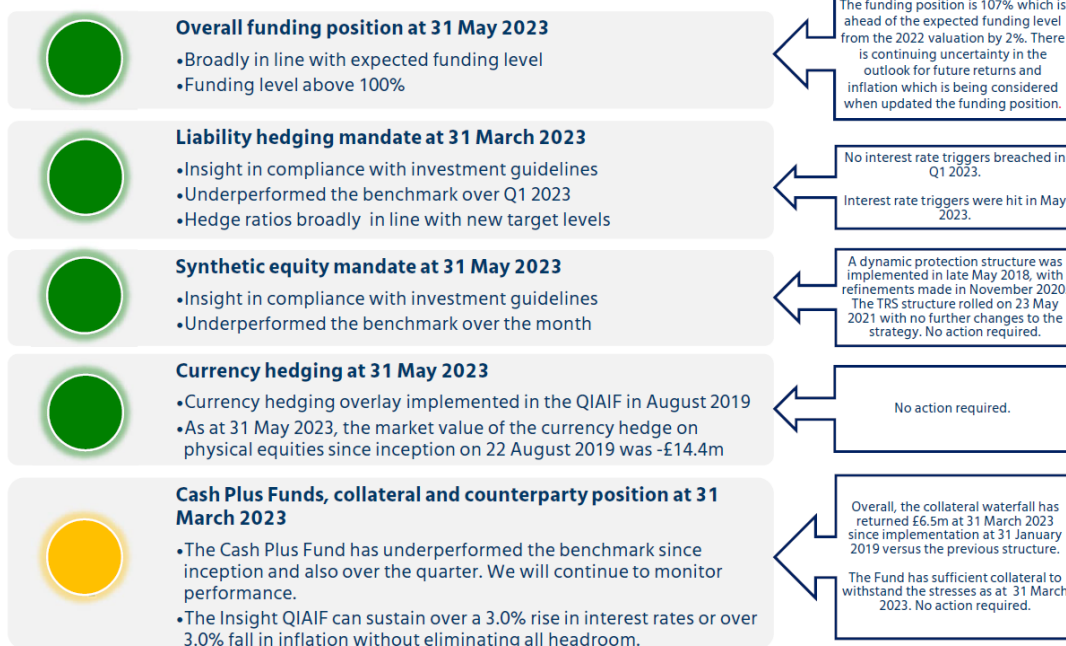 Overall funding position at 31 May 2023
•Broadly in line with expected funding level
•Funding level above 100%
The funding position is 107% which is
ahead of the expected funding level
from the 2022 valuation by 2%. There
is continuing uncertainty in the
outlook for future returns and
inflation which is being considered
when updated the funding position.
Liability hedging mandate at 31 March 2023
•Insight in compliance with investment guidelines
•Underperformed the benchmark over Q1 2023
•Hedge ratios broadly in line with new target levels
No interest rate triggers breached in
Q1 2023.
Interest rate triggers were hit in May
2023.
Synthetic equity mandate at 31 May 2023
•Insight in compliance with investment guidelines
•Underperformed the benchmark over the month
A dynamic protection structure was
implemented in late May 2018, with
refinements made in November 2020.
The TRS structure rolled on 23 May
2021 with no further changes to the
strategy. No action required.
Currency hedging at 31 May 2023
•Currency hedging overlay implemented in the QIAIF in August 2019
•As at 31 May 2023, the market value of the currency hedge on
physical equities since inception on 22 August 2019 was -£14.4m
No action required.
Cash Plus Funds, collateral and counterparty position at 31
March 2023
•The Cash Plus Fund has underperformed the benchmark since
inception and also over the quarter. We will continue to monitor
performance.
•The Insight QIAIF can sustain over a 3.0% rise in interest rates or over
3.0% fall in inflation without eliminating all headroom.
Overall, the collateral waterfall has
returned £6.5m at 31 March 2023
since implementation at 31 January
2019 versus the previous structure.
The Fund has sufficient collateral to
withstand the stresses as at 31 March
2023. No action required.